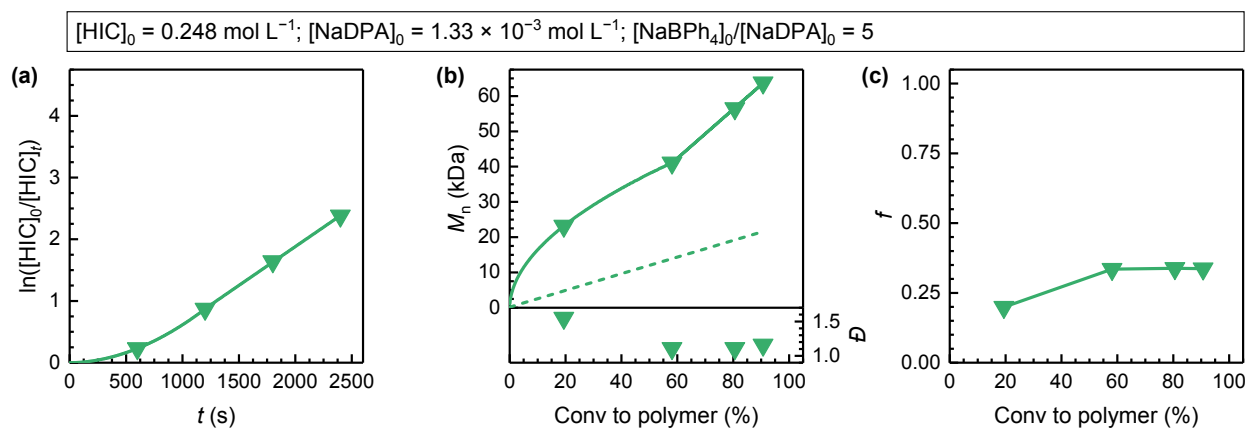 [HIC]₀ = 0.248 mol L⁻¹; [NaDPA]₀ = 1.33 × 10⁻³ mol L⁻¹; [NaBPh₄]₀/[NaDPA]₀ = 5
(a)
ln([HIC]₀/[HIC]ₜ)
4
3
2
1
0
0 500 1000 1500 2000 2500
t (s)
(b)
Mₙ (kDa)
60
50
40
30
20
10
0
1.5
1.0
Đ
0 20 40 60 80 100
Conv to polymer (%)
(c)
f
1.00
0.75
0.50
0.25
0.00
0 20 40 60 80 100
Conv to polymer (%)